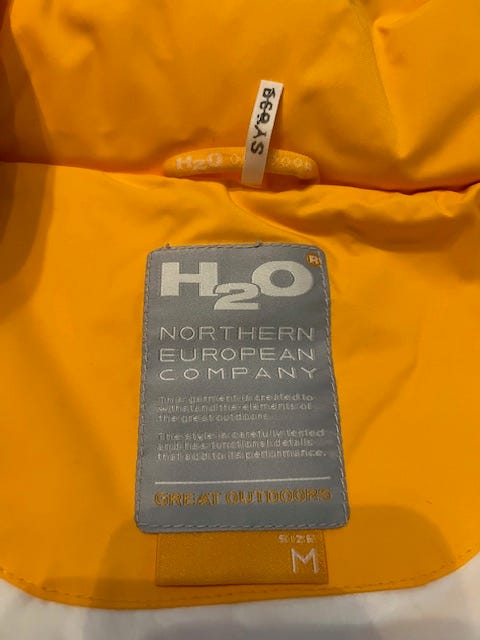 H2O
H2O®
NORTHERN
EUROPEAN
COMPANY
This garment is created to
withstand the elements of
the great outdoors.
The style is carefully tested
and has functional details
that add to its performance.
GREAT OUTDOORS
SIZE
M